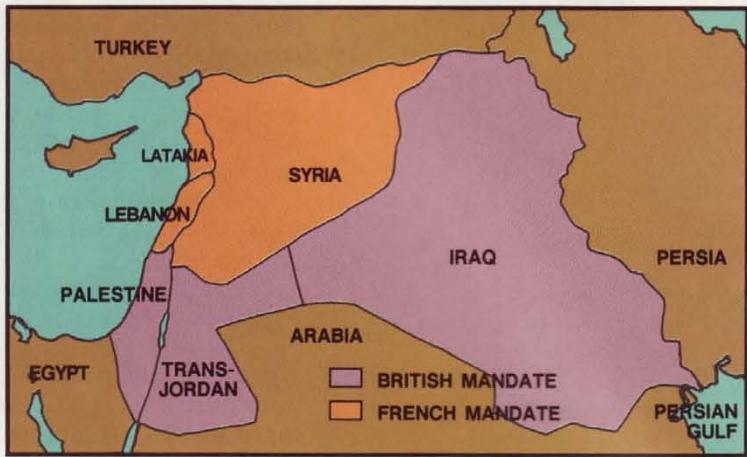 TURKEY
LATAKIA
SYRIA
LEBANON
IRAQ
PERSIA
PALESTINE
ARABIA
EGYPT
TRANS-
JORDAN
BRITISH MANDATE
FRENCH MANDATE
PERSIAN
GULF